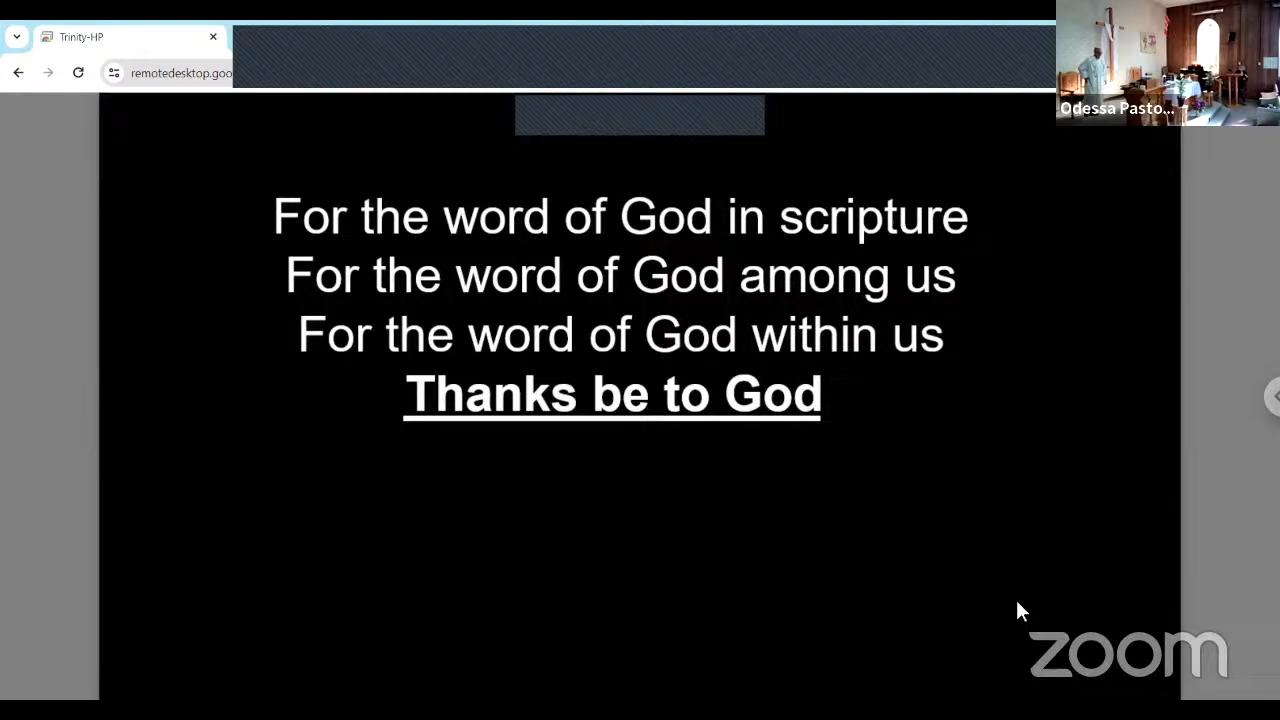 Trinity-HP
remotedesktop.goo
Odessa Pasto...
For the word of God in scripture
For the word of God among us
For the word of God within us
Thanks be to God
zoom